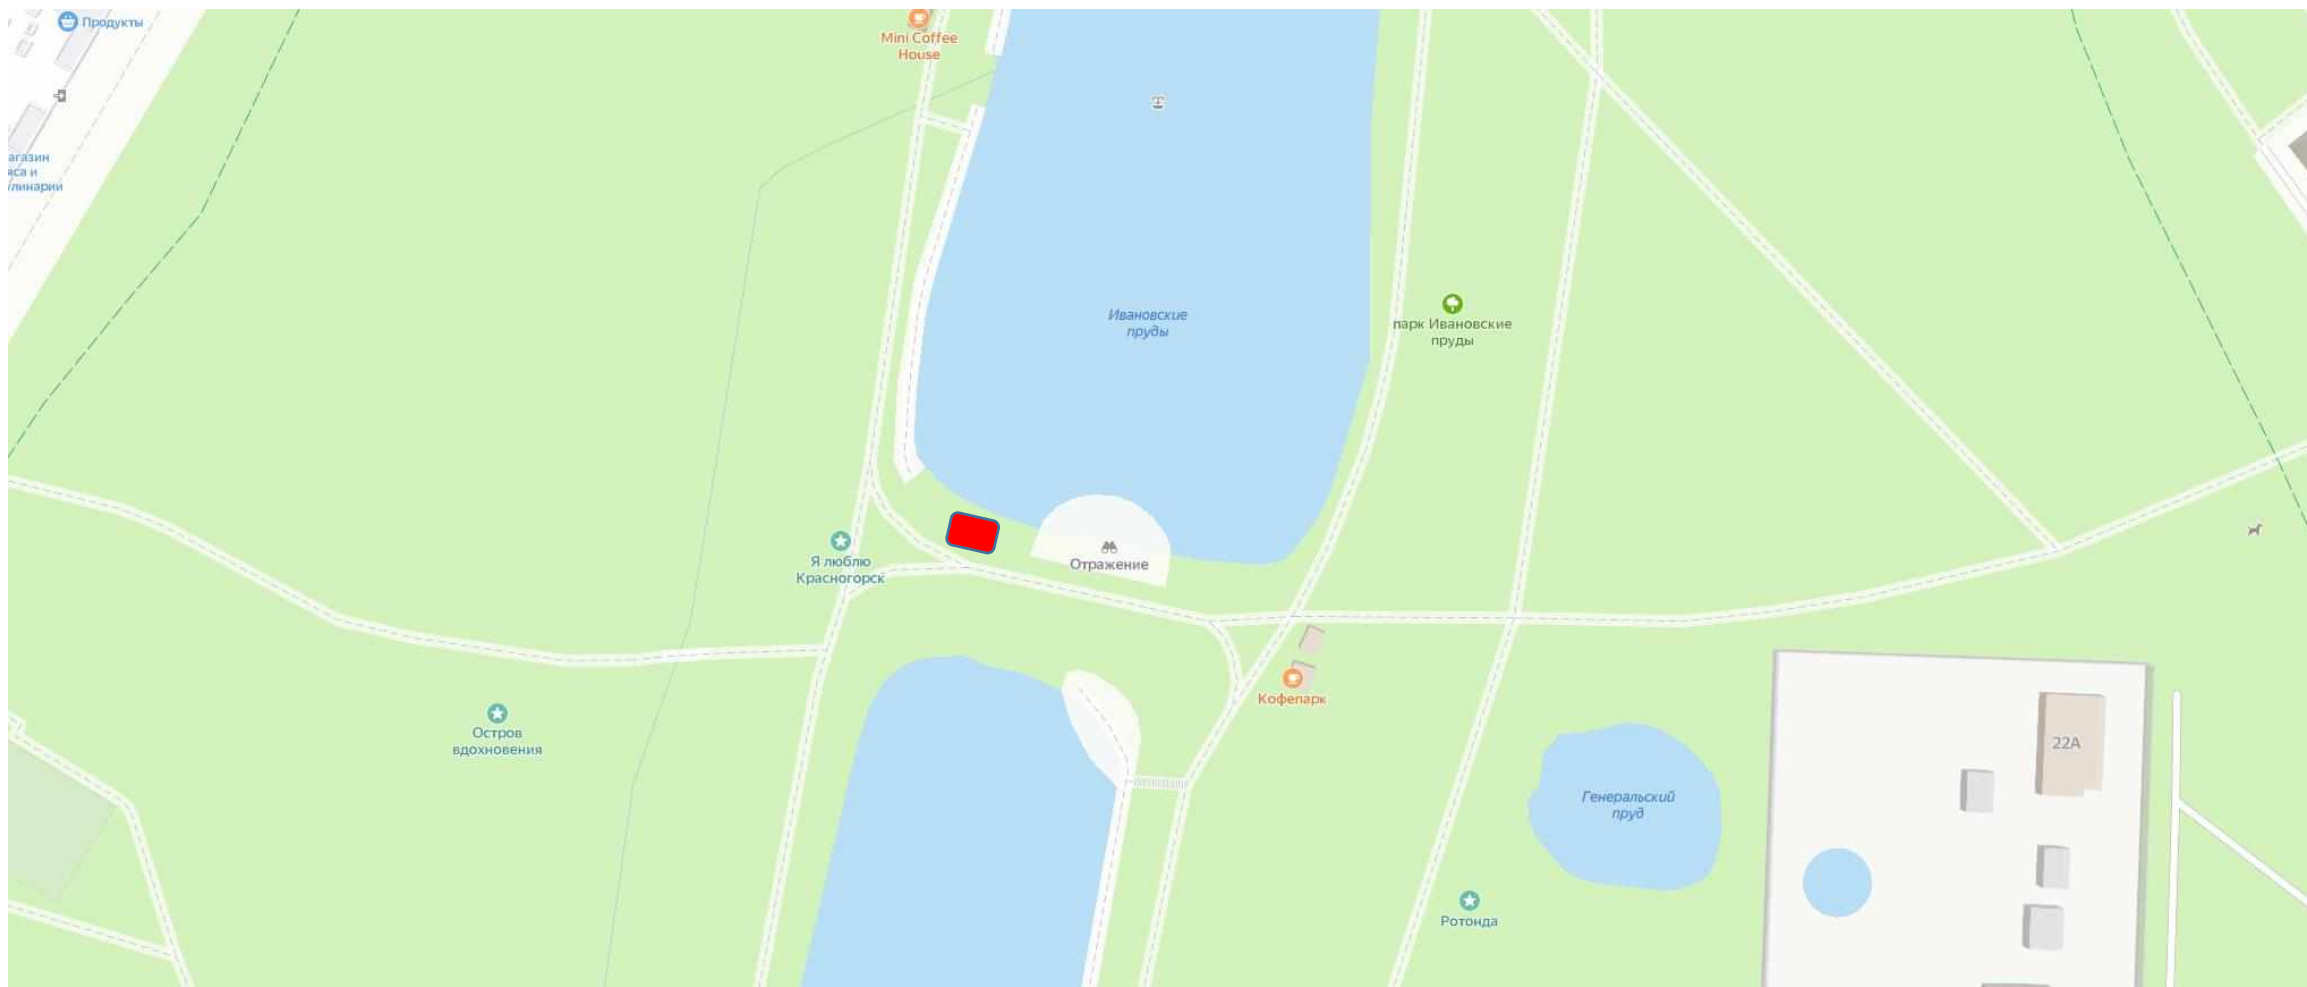 Продукты
Mini Coffee
House
агазин
яса и
улинарии
Ивановские
пруды
парк Ивановские
пруды
Я люблю
Красногорск
Отражение
Кофепарк
Остров
вдохновения
22А
Генеральский
пруд
Ротонда